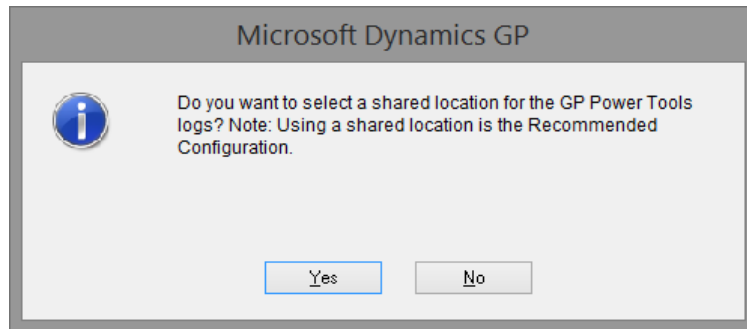 Microsoft Dynamics GP
Do you want to select a shared location for the GP Power Tools
logs? Note: Using a shared location is the Recommended
Configuration.
Yes
No